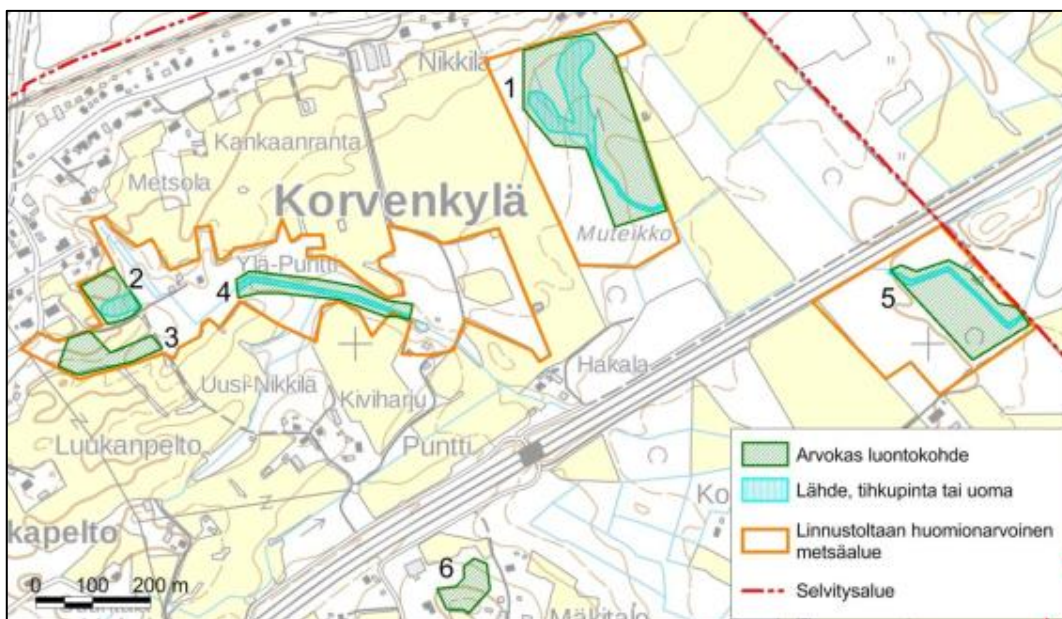 Nikkilä
1
Kankaanranta
Metsola
Korvenkylä
Muteikko
Ylä-Puntti
2
4
5
3
Uusi-Nikkilä
Hakala
Kiviharju
Luukanpelto
Puntti
Arvokas luontokohde
Lähde, tihkupinta tai uoma
Ko
Linnustoltaan huomionarvoinen
metsäalue
kapelto
6
0 100 200 m
Selvitysalue
Mäkitalo